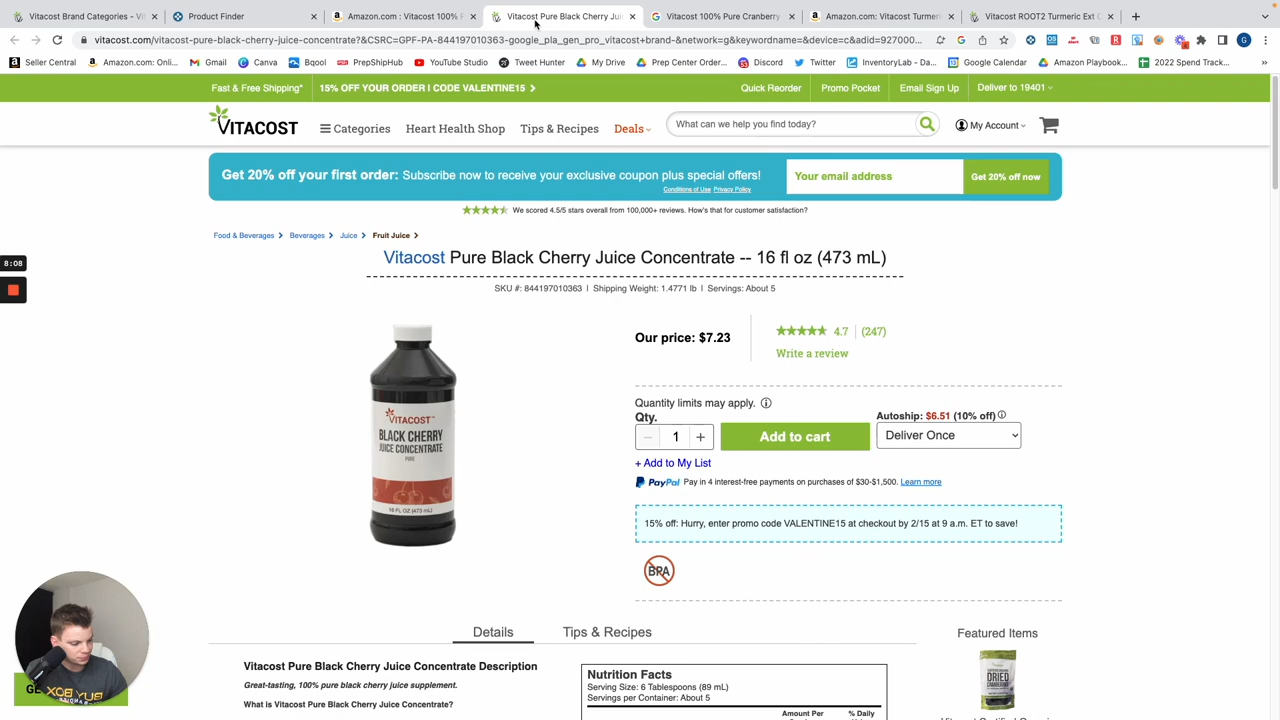 Vitacost Brand Categories - Vi
Product Finder
Amazon.com : Vitacost 100% P
Vitacost Pure Black Cherry Jui
Vitacost 100% Pure Cranberry
Amazon.com: Vitacost Turmeri
Vitacost ROOT2 Turmeric Ext C
vitacost.com/vitacost-pure-black-cherry-juice-concentrate?&CSRC=GPF-PA-844197010363-google_pla_gen_pro_vitacost+brand-&network=g&keywordname=&device=c&adid=927000...
Seller Central
Amazon.com: Onli...
Gmail
Canva
Bqool
PrepShipHub
YouTube Studio
Tweet Hunter
My Drive
Prep Center Order...
Discord
Twitter
InventoryLab - Da...
Google Calendar
Amazon Playbook...
2022 Spend Track...
Fast & Free Shipping*
15% OFF YOUR ORDER | CODE VALENTINE15
Quick Reorder
Promo Pocket
Email Sign Up
Deliver to 19401
VITACOST
Categories
Heart Health Shop
Tips & Recipes
Deals
What can we help you find today?
My Account
Get 20% off your first order: Subscribe now to receive your exclusive coupon plus special offers!
Conditions of Use Privacy Policy
Your email address
Get 20% off now
We scored 4.5/5 stars overall from 100,000+ reviews. How's that for customer satisfaction?
8:08
Food & Beverages
Beverages
Juice
Fruit Juice
Vitacost Pure Black Cherry Juice Concentrate -- 16 fl oz (473 mL)
SKU #: 844197010363 | Shipping Weight: 1.4771 lb | Servings: About 5
VITACOST
BLACK CHERRY
JUICE CONCENTRATE
PURE
16 FL OZ (473 mL)
Our price: $7.23
4.7 (247)
Write a review
Quantity limits may apply.
Qty.
1
Add to cart
Autoship: $6.51 (10% off)
Deliver Once
+ Add to My List
PayPal Pay in 4 interest-free payments on purchases of $30-$1,500. Learn more
15% off: Hurry, enter promo code VALENTINE15 at checkout by 2/15 at 9 a.m. ET to save!
BPA
Details
Tips & Recipes
Featured Items
Vitacost Pure Black Cherry Juice Concentrate Description
Great-tasting, 100% pure black cherry juice supplement.
What is Vitacost Pure Black Cherry Juice Concentrate?
Nutrition Facts
Serving Size: 6 Tablespoons (89 mL)
Servings per Container: About 5
Amount Per
% Daily
DRIED
BUY BOX